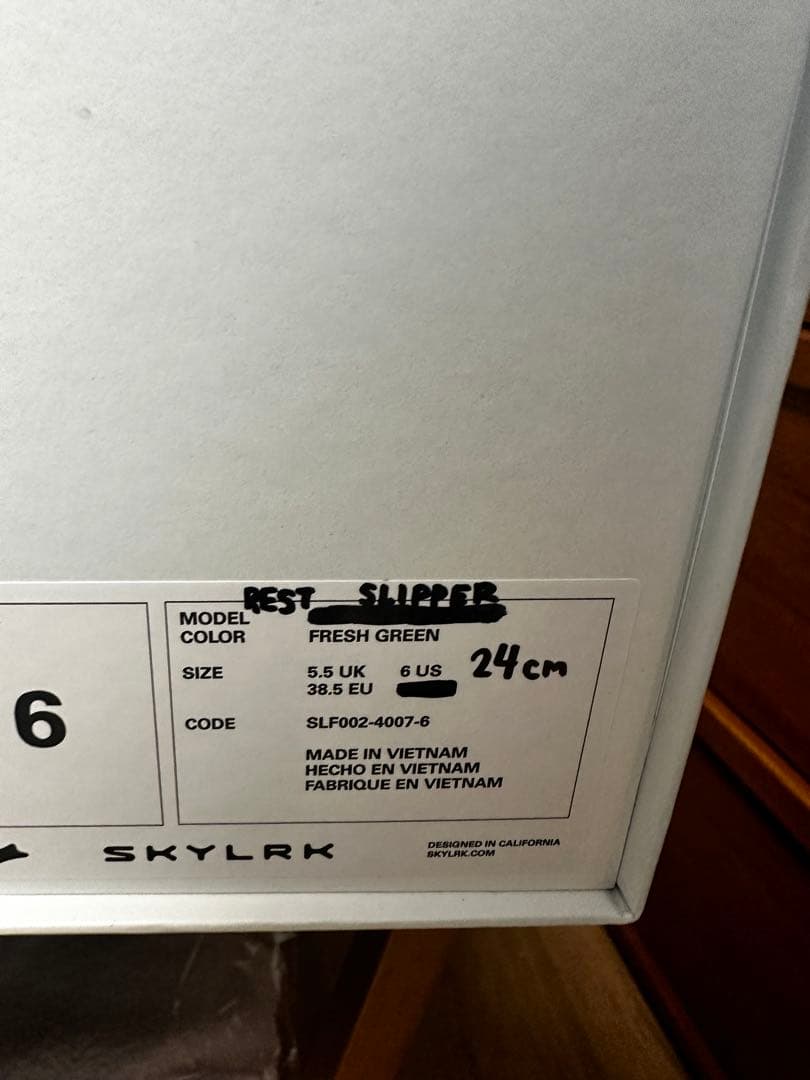 REST SLIPPER
MODEL
COLOR FRESH GREEN
SIZE 5.5 UK 6 US 24cm
38.5 EU
CODE SLF002-4007-6
MADE IN VIETNAM
HECHO EN VIETNAM
FABRIQUE EN VIETNAM
6
SKYLRK
DESIGNED IN CALIFORNIA
SKYLRK.COM